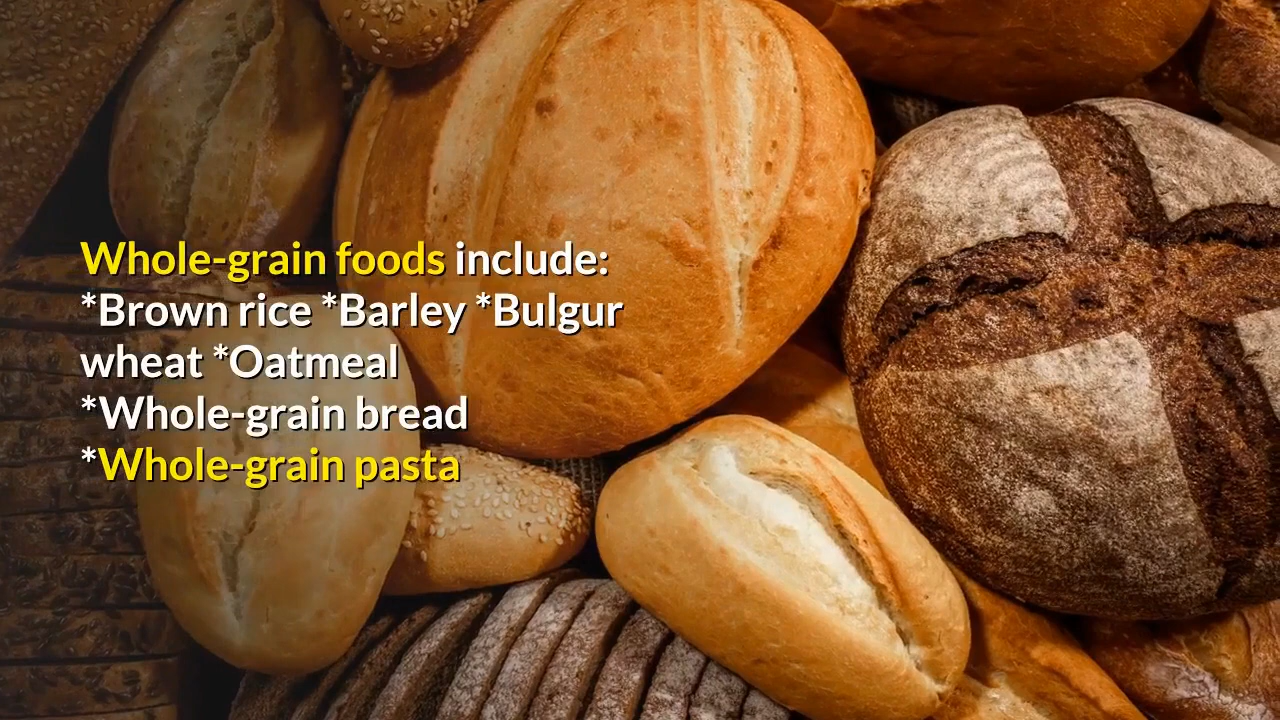 Whole-grain foods include:
*Brown rice *Barley *Bulgur
wheat *Oatmeal
*Whole-grain bread
*Whole-grain pasta